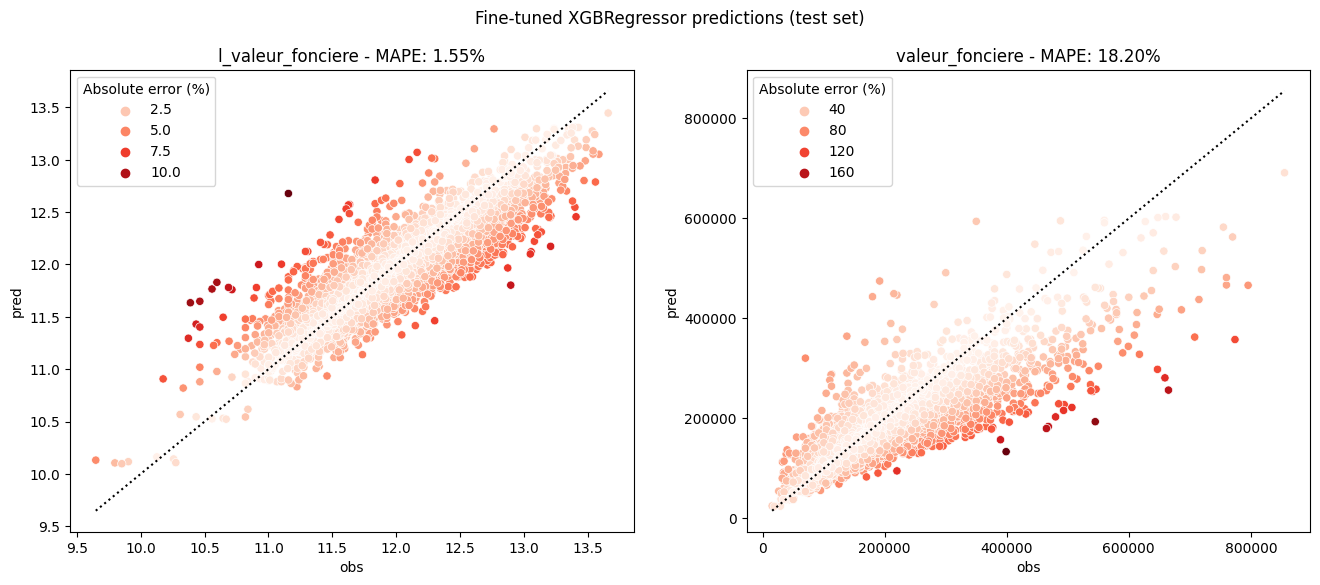 Fine-tuned XGBRegressor predictions (test set)
l_valeur_fonciere - MAPE: 1.55%
Absolute error (%)
2.5
5.0
7.5
10.0
13.5
13.0
12.5
12.0
11.5
11.0
10.5
10.0
9.5
pred
9.5 10.0 10.5 11.0 11.5 12.0 12.5 13.0 13.5
obs
valeur_fonciere - MAPE: 18.20%
Absolute error (%)
40
80
120
160
800000
600000
400000
200000
0
pred
0 200000 400000 600000 800000
obs